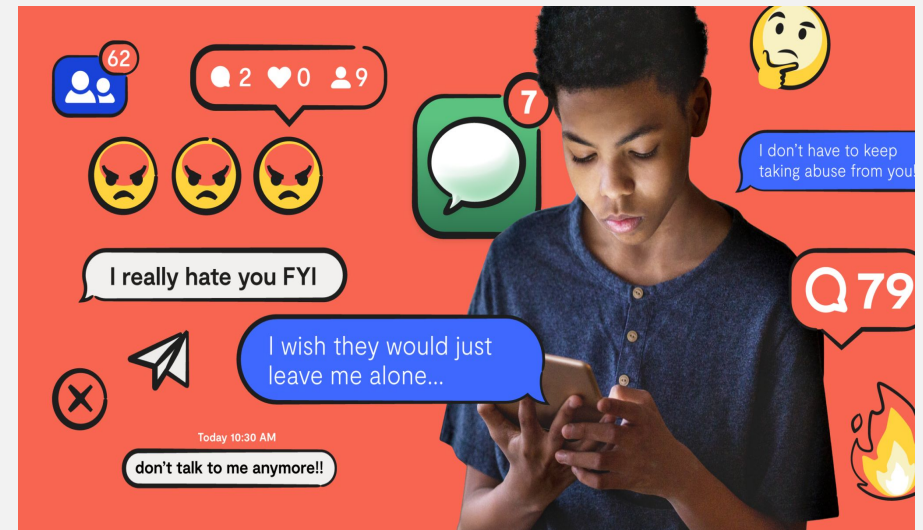 62
2 0 9
7
I don't have to keep
taking abuse from you!
I really hate you FYI
79
I wish they would just
leave me alone...
Today 10:30 AM
don't talk to me anymore!!